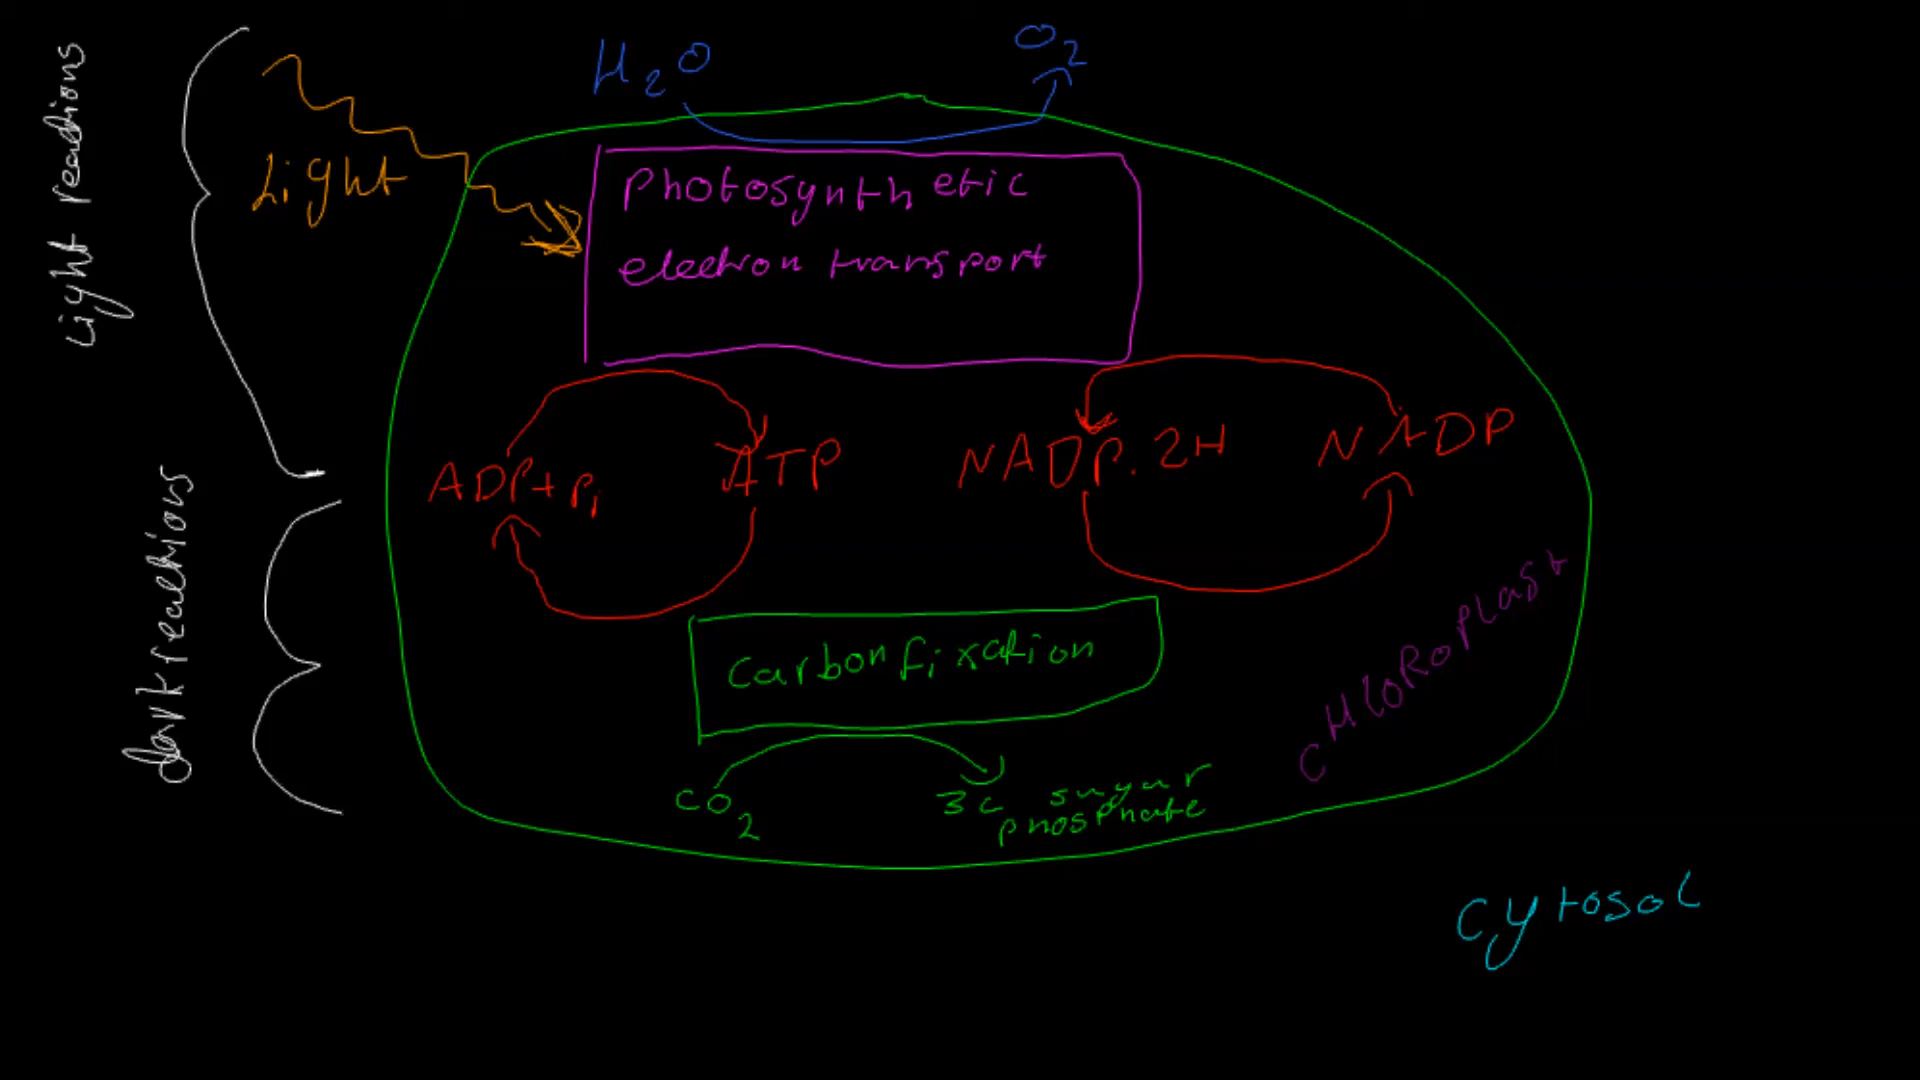 Light reactions
H2O
O2
Light
Photosynthetic
electron transport
ADP+Pi
ATP
NADP.2H
NADP
dark reactions
carbon fixation
CHloRoplast
CO2
3C sugar
phosphate
cytosol